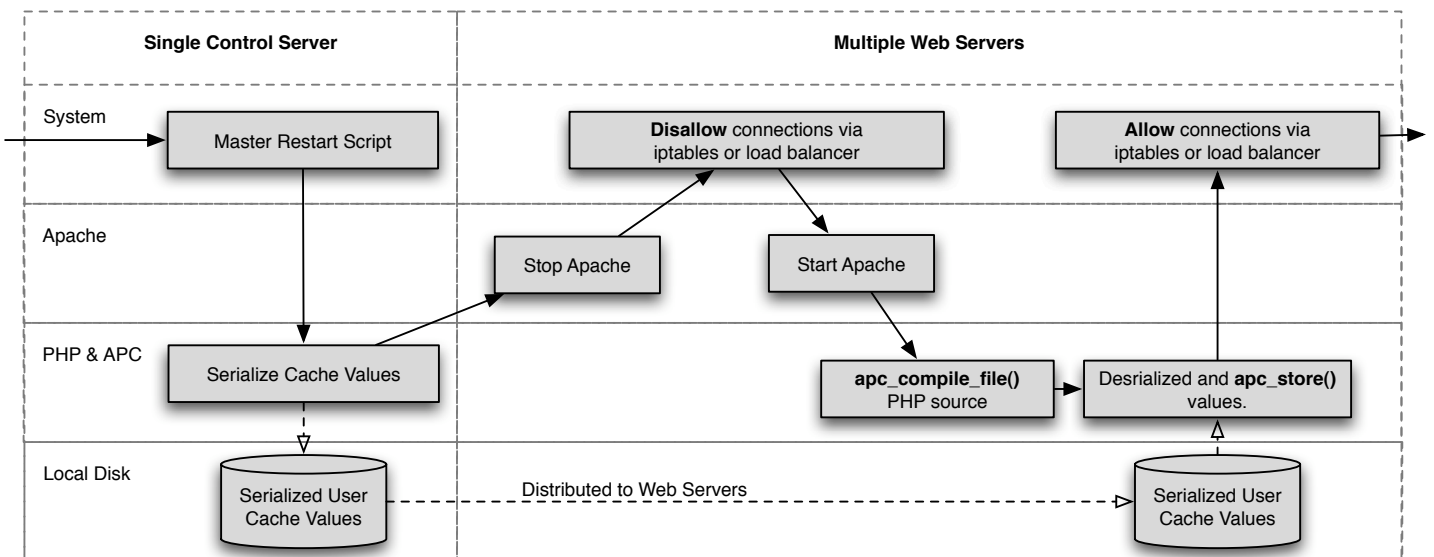 Single Control Server
Multiple Web Servers
System
Master Restart Script
Disallow connections via
iptables or load balancer
Allow connections via
iptables or load balancer
Apache
Stop Apache
Start Apache
PHP & APC
Serialize Cache Values
apc_compile_file()
PHP source
Desrialized and apc_store()
values.
Local Disk
Serialized User
Cache Values
Distributed to Web Servers
Serialized User
Cache Values